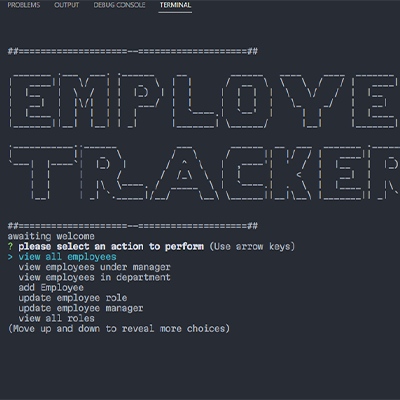 PROBLEMS OUTPUT DEBUG CONSOLE TERMINAL
##====================--====================##
EMPLOYE
TRACKER
##====================--====================##
awaiting welcome
? please select an action to perform (Use arrow keys)
> view all employees
view employees under manager
view employees in department
add Employee
update employee role
update employee manager
view all roles
(Move up and down to reveal more choices)